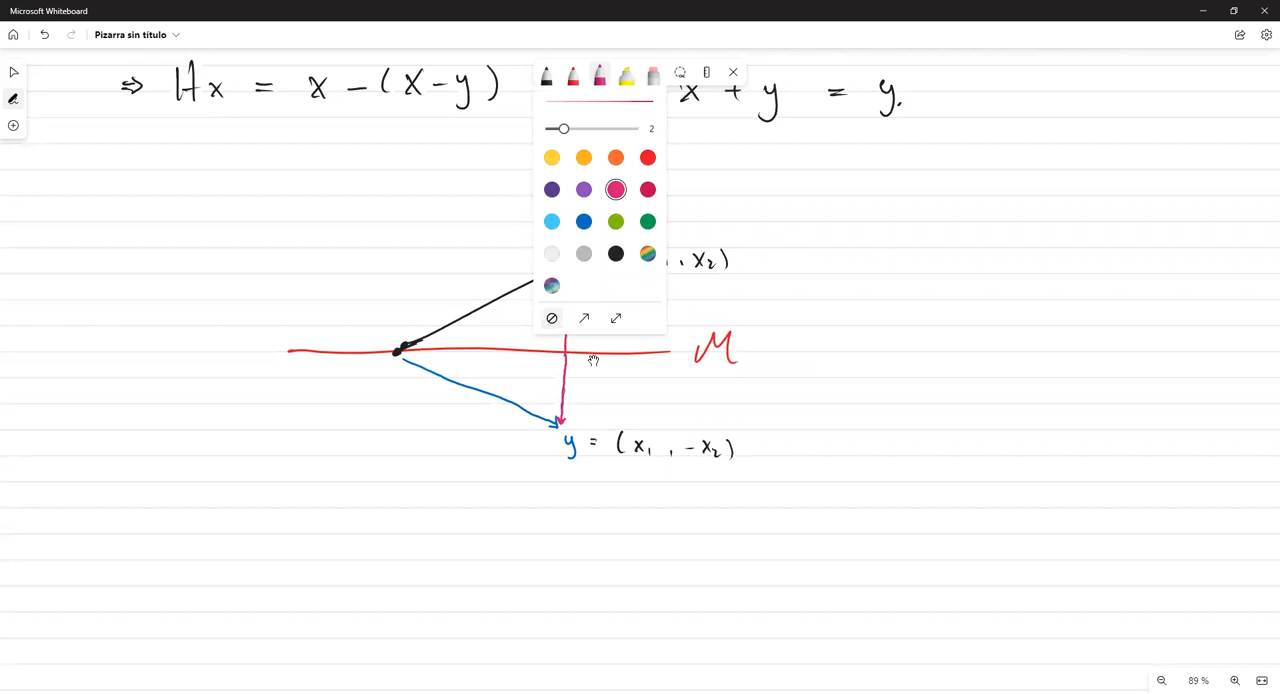 Microsoft Whiteboard
Pizarra sin título
⇒ Hx = x - (x-y) x + y = y.
2
, x₂)
M
y = (x₁, -x₂)
89 %